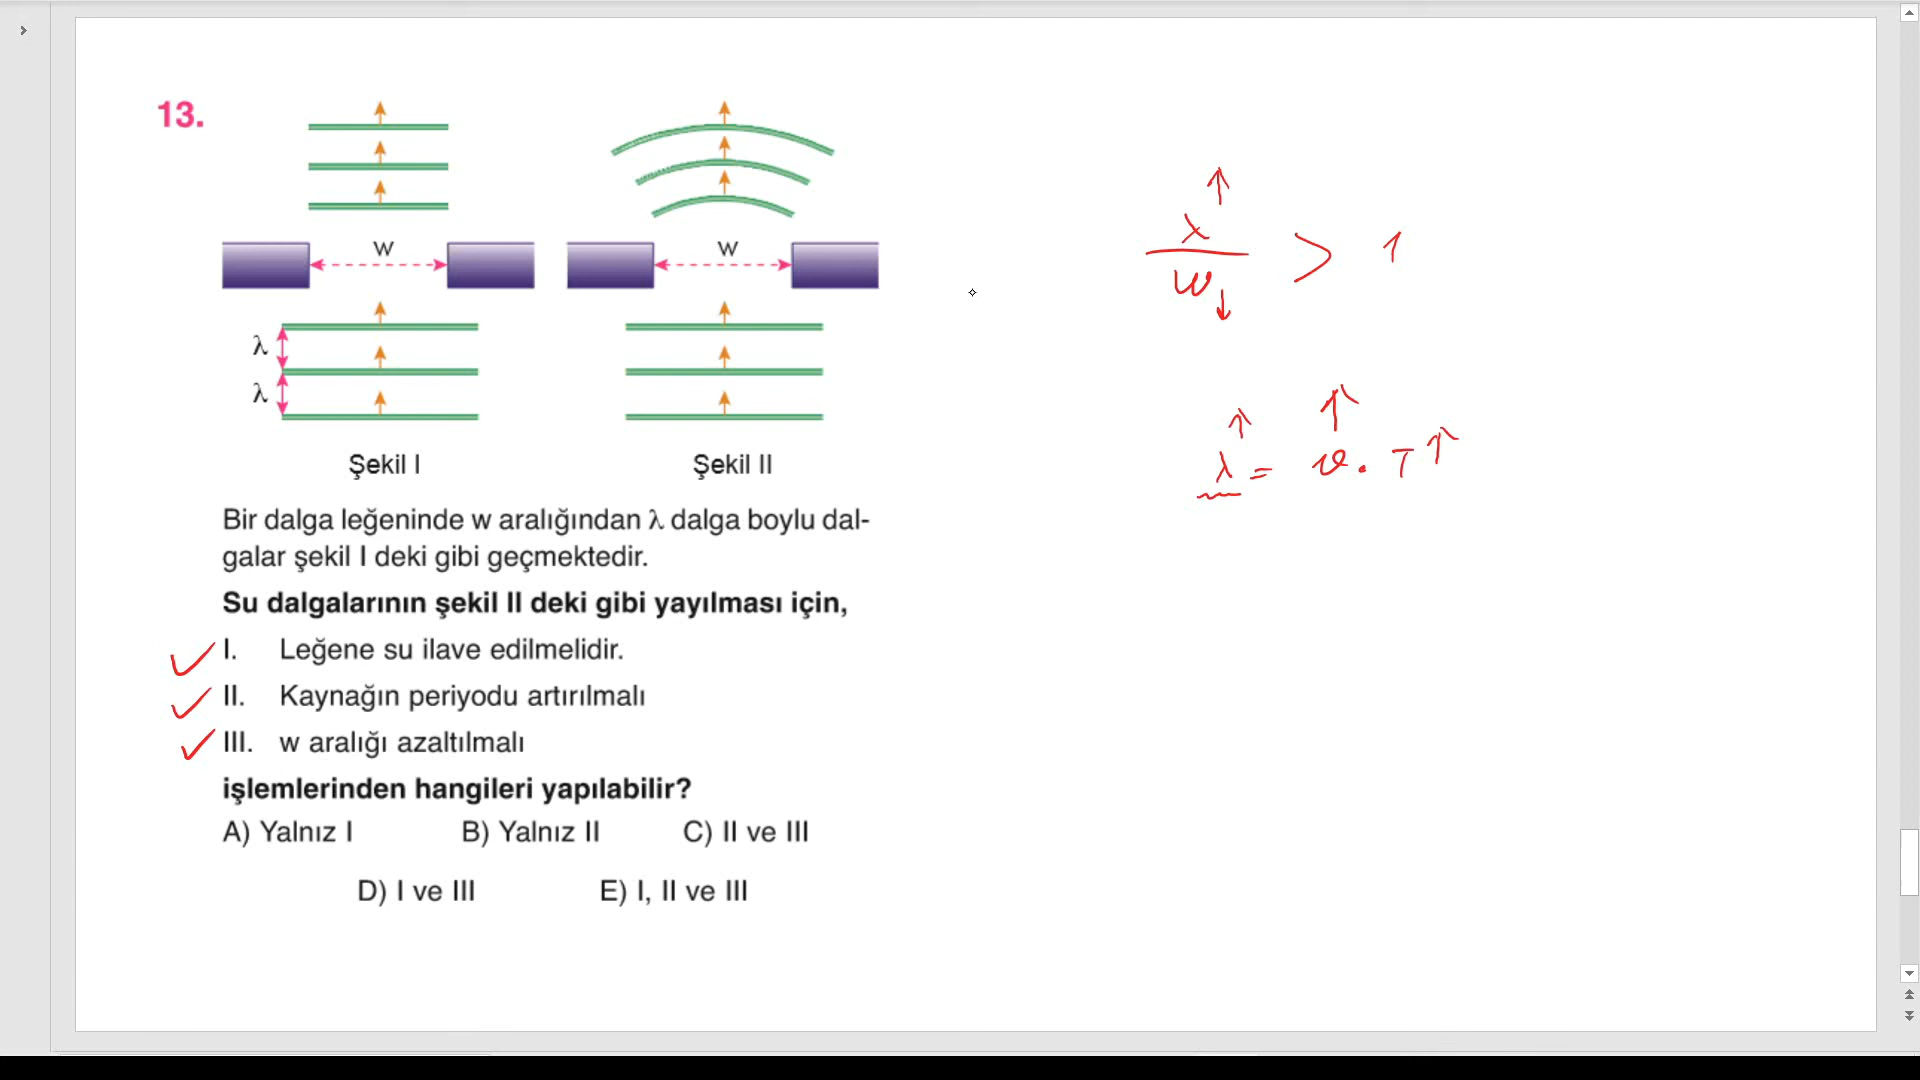 13.
w
w
λ
λ
Şekil I
Şekil II
Bir dalga leğeninde w aralığından λ dalga boylu dal-
galar şekil I deki gibi geçmektedir.
Su dalgalarının şekil II deki gibi yayılması için,
I. Leğene su ilave edilmelidir.
II. Kaynağın periyodu artırılmalı
III. w aralığı azaltılmalı
işlemlerinden hangileri yapılabilir?
A) Yalnız I B) Yalnız II C) II ve III
D) I ve III E) I, II ve III
λ↑
w↓ > 1
λ↑ = ϑ↑ . T↑